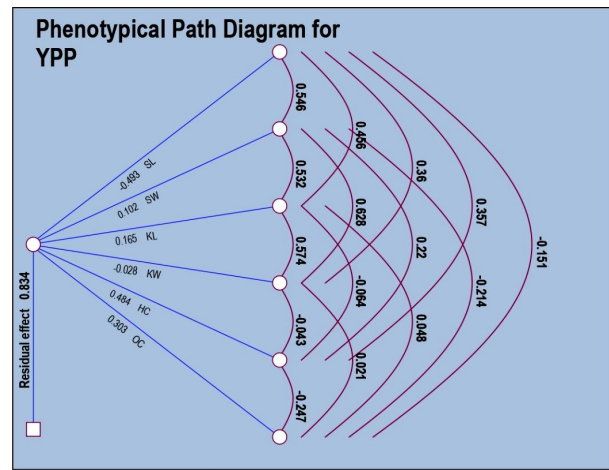 Phenotypical Path Diagram for
YPP
0.546
0.456
0.532
0.36
-0.493 SL
0.102 SW
0.628
0.357
0.165 KL
0.574
0.22
-0.151
-0.028 KW
-0.064
-0.214
0.484 HC
-0.043
0.048
0.303 OC
0.021
Residual effect 0.834
-0.247